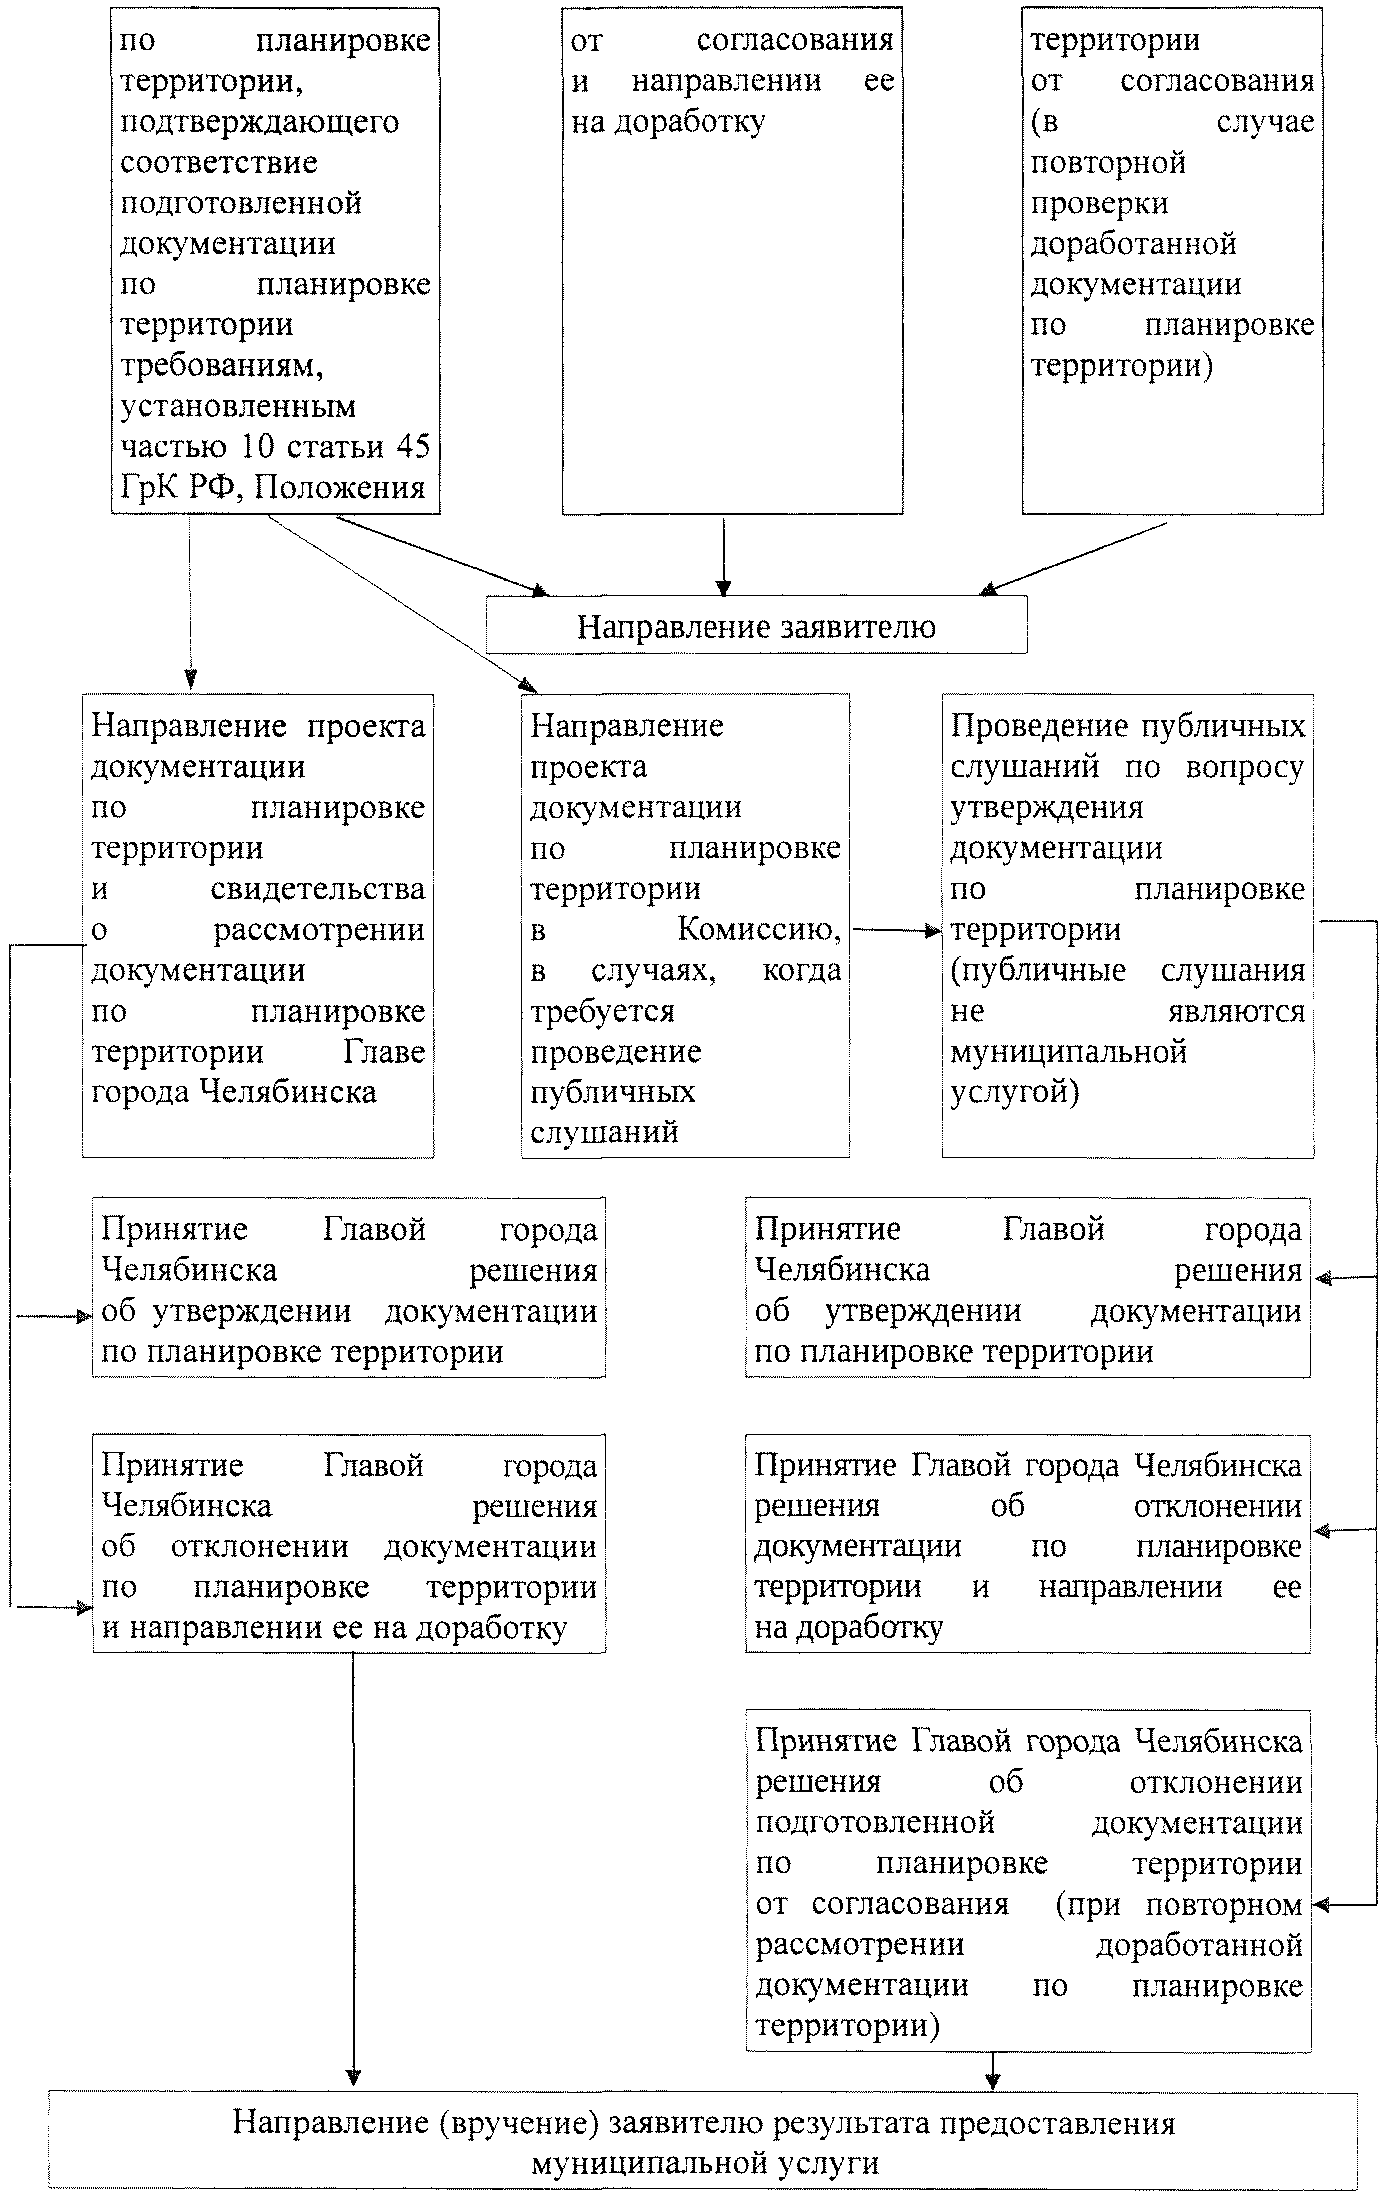 по планировке
территории,
подтверждающего
соответствие
подготовленной
документации
по планировке
территории
требованиям,
установленным
частью 10 статьи 45
ГрК РФ, Положения
от согласования
и направлении ее
на доработку
территории
от согласования
(в случае
повторной
проверки
доработанной
документации
по планировке
территории)
Направление заявителю
Направление проекта
документации
по планировке
территории
и свидетельства
о рассмотрении
документации
по планировке
территории Главе
города Челябинска
Направление
проекта
документации
по планировке
территории
в Комиссию,
в случаях, когда
требуется
проведение
публичных
слушаний
Проведение публичных
слушаний по вопросу
утверждения
документации
по планировке
территории
(публичные слушания
не являются
муниципальной
услугой)
Принятие Главой города
Челябинска решения
об утверждении документации
по планировке территории
Принятие Главой города
Челябинска решения
об утверждении документации
по планировке территории
Принятие Главой города
Челябинска решения
об отклонении документации
по планировке территории
и направлении ее на доработку
Принятие Главой города Челябинска
решения об отклонении
документации по планировке
территории и направлении ее
на доработку
Принятие Главой города Челябинска
решения об отклонении
подготовленной документации
по планировке территории
от согласования (при повторном
рассмотрении доработанной
документации по планировке
территории)
Направление (вручение) заявителю результата предоставления
муниципальной услуги